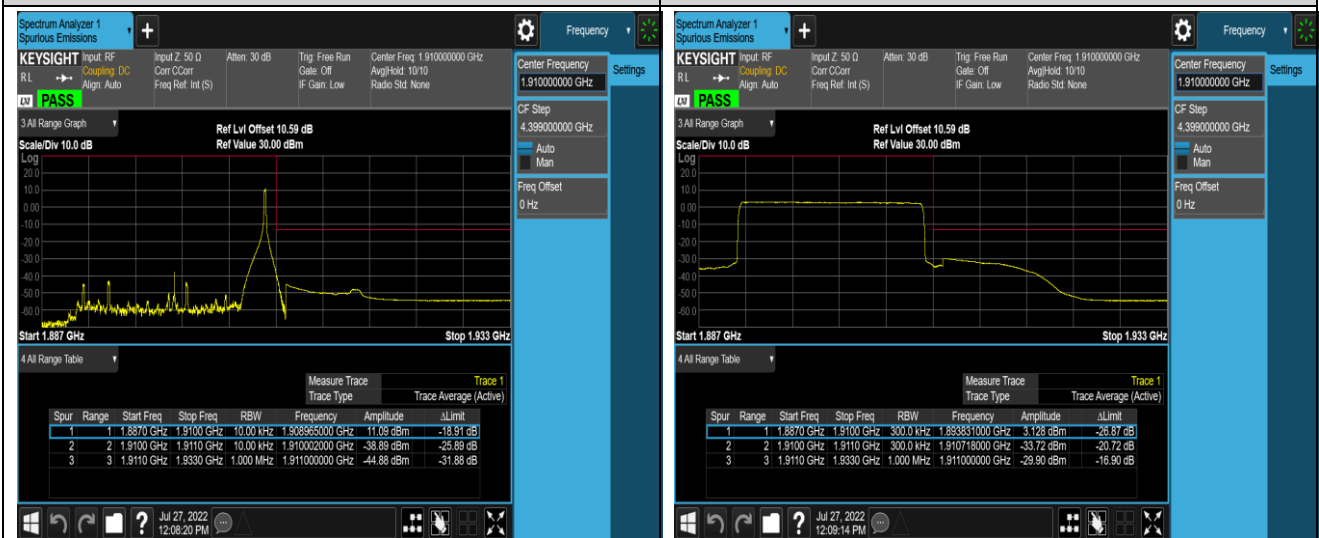 Spectrum Analyzer 1
Spurious Emissions
+
Frequency
KEYSIGHT Input: RF Input Z: 50 Ω Atten: 30 dB Trig: Free Run Center Freq: 1.910000000 GHz
Coupling: DC Corr CCorr Gate: Off Avg|Hold: 10/10
RL Align: Auto Freq Ref: Int (S) IF Gain: Low Radio Std: None
LXI PASS
Center Frequency
1.910000000 GHz
Settings
CF Step
4.399000000 GHz
Auto
Man
Freq Offset
0 Hz
3 All Range Graph
Ref Lvl Offset 10.59 dB
Scale/Div 10.0 dB Ref Value 30.00 dBm
Log
20.0
10.0
0.00
-10.0
-20.0
-30.0
-40.0
-50.0
-60.0
Start 1.887 GHz Stop 1.933 GHz
4 All Range Table
Measure Trace Trace 1
Trace Type Trace Average (Active)
Spur Range Start Freq Stop Freq RBW Frequency Amplitude ΔLimit
1 1 1.8870 GHz 1.9100 GHz 10.00 kHz 1.908965000 GHz 11.09 dBm -18.91 dB
2 2 1.9100 GHz 1.9110 GHz 10.00 kHz 1.910002000 GHz -38.89 dBm -25.89 dB
3 3 1.9110 GHz 1.9330 GHz 1.000 MHz 1.911000000 GHz -44.88 dBm -31.88 dB
? Jul 27, 2022
12:08:20 PM
Spectrum Analyzer 1
Spurious Emissions
+
Frequency
KEYSIGHT Input: RF Input Z: 50 Ω Atten: 30 dB Trig: Free Run Center Freq: 1.910000000 GHz
Coupling: DC Corr CCorr Gate: Off Avg|Hold: 10/10
RL Align: Auto Freq Ref: Int (S) IF Gain: Low Radio Std: None
LXI PASS
Center Frequency
1.910000000 GHz
Settings
CF Step
4.399000000 GHz
Auto
Man
Freq Offset
0 Hz
3 All Range Graph
Ref Lvl Offset 10.59 dB
Scale/Div 10.0 dB Ref Value 30.00 dBm
Log
20.0
10.0
0.00
-10.0
-20.0
-30.0
-40.0
-50.0
-60.0
Start 1.887 GHz Stop 1.933 GHz
4 All Range Table
Measure Trace Trace 1
Trace Type Trace Average (Active)
Spur Range Start Freq Stop Freq RBW Frequency Amplitude ΔLimit
1 1 1.8870 GHz 1.9100 GHz 300.0 kHz 1.893831000 GHz 3.128 dBm -26.87 dB
2 2 1.9100 GHz 1.9110 GHz 300.0 kHz 1.910718000 GHz -33.72 dBm -20.72 dB
3 3 1.9110 GHz 1.9330 GHz 1.000 MHz 1.911000000 GHz -29.90 dBm -16.90 dB
? Jul 27, 2022
12:09:14 PM